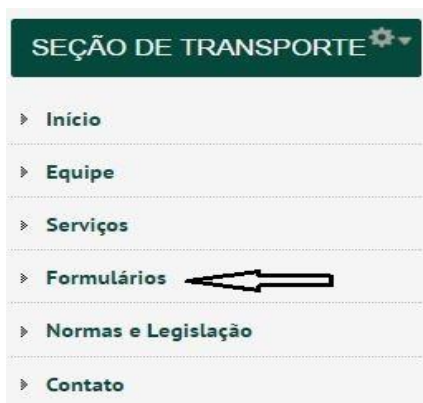 SEÇÃO DE TRANSPORTE
Início
Equipe
Serviços
Formulários
Normas e Legislação
Contato